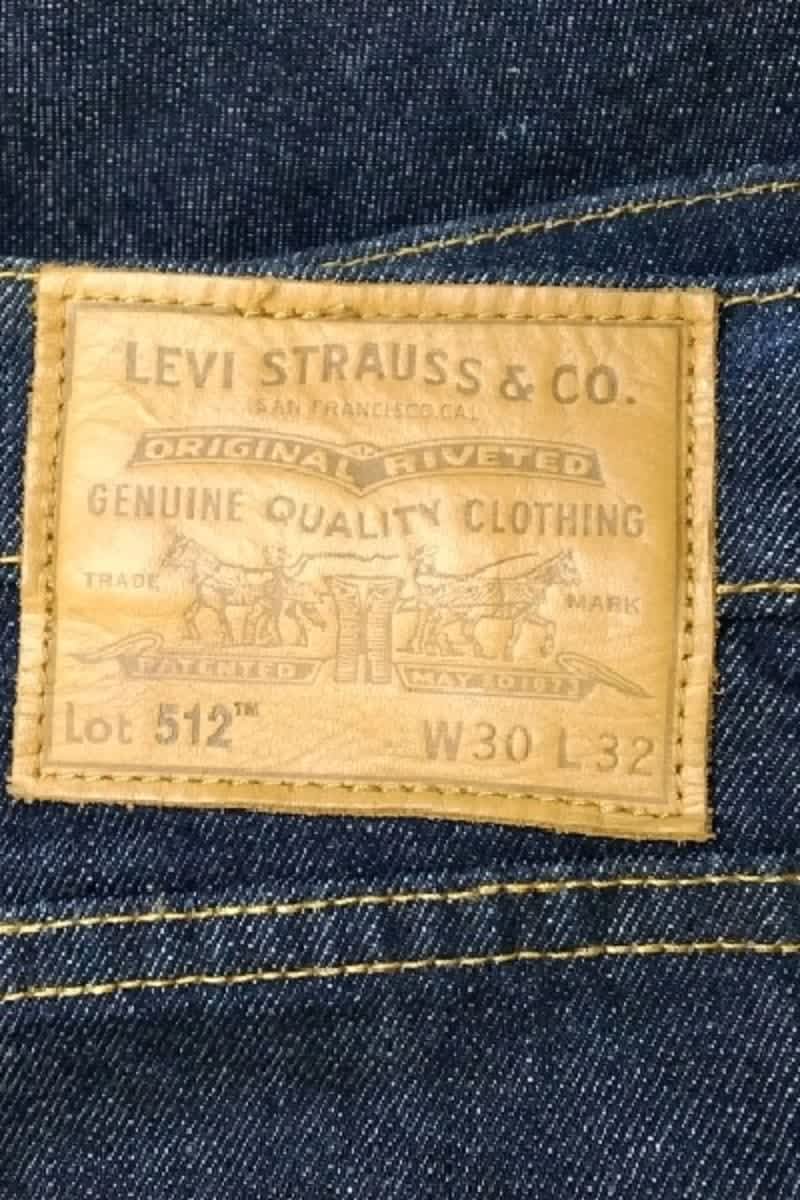 LEVI STRAUSS & CO.
SAN FRANCISCO CAL
ORIGINAL RIVETED
GENUINE QUALITY CLOTHING
TRADE MARK
PATENTED MAY 20 1873
Lot 512™ W30 L32